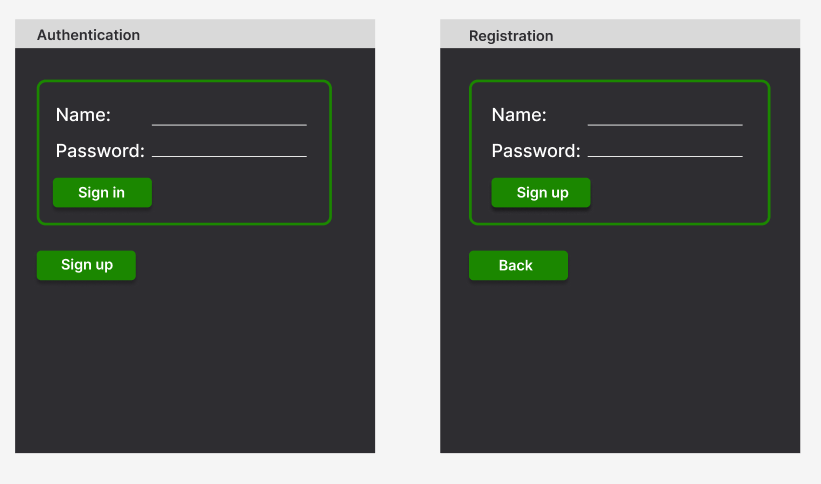 Authentication
Name:
Password:
Sign in
Sign up
Registration
Name:
Password:
Sign up
Back